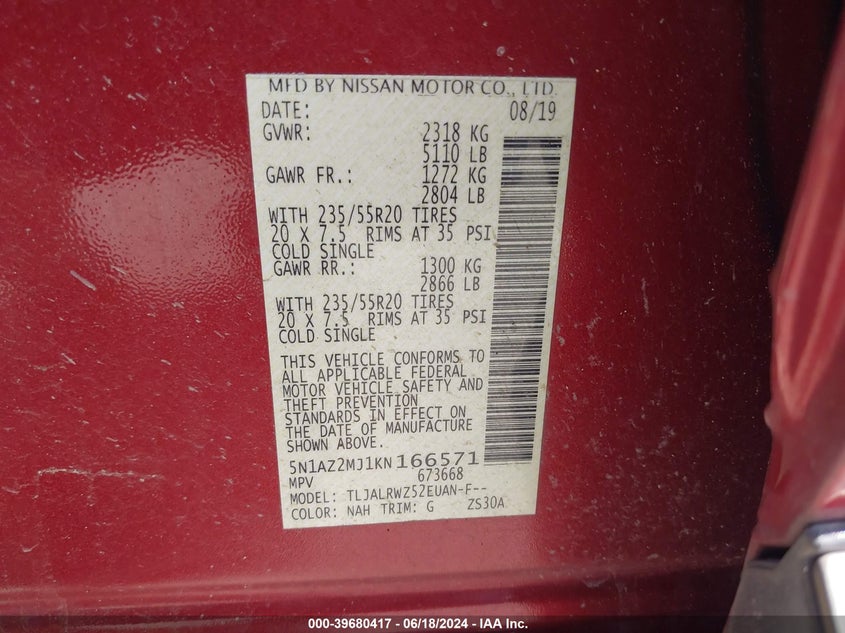 MFD BY NISSAN MOTOR CO., LTD.
DATE: 08/19
GVWR: 2318 KG
5110 LB
GAWR FR.: 1272 KG
2804 LB
WITH 235/55R20 TIRES
20 X 7.5 RIMS AT 35 PSI
COLD SINGLE
GAWR RR.: 1300 KG
2866 LB
WITH 235/55R20 TIRES
20 X 7.5 RIMS AT 35 PSI
COLD SINGLE
THIS VEHICLE CONFORMS TO
ALL APPLICABLE FEDERAL
MOTOR VEHICLE SAFETY AND
THEFT PREVENTION
STANDARDS IN EFFECT ON
THE DATE OF MANUFACTURE
SHOWN ABOVE.
5N1AZ2MJ1KN166571
MPV 673668
MODEL: TLJALRWZ52EUAN-F--
COLOR: NAH TRIM: G ZS30A
000-39680417 - 06/18/2024 - IAA Inc.